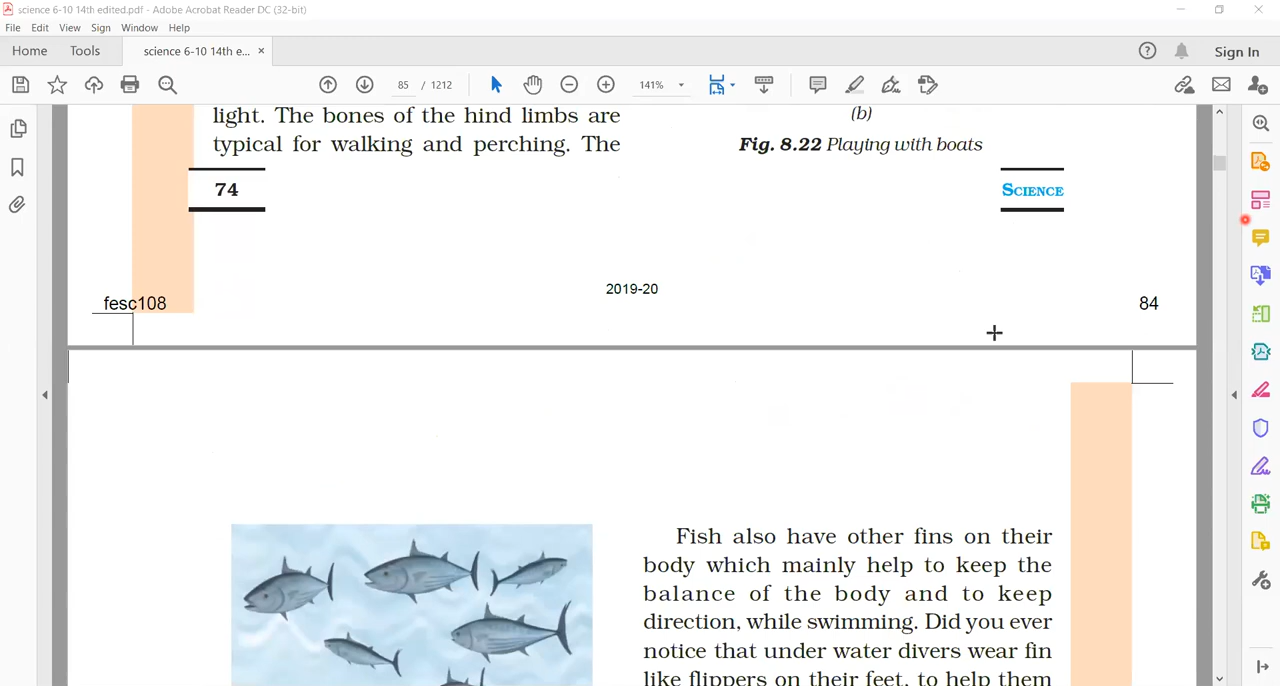 science 6-10 14th edited.pdf - Adobe Acrobat Reader DC (32-bit)
File Edit View Sign Window Help
Home Tools science 6-10 14th e... × Sign In
85 / 1212 141%
light. The bones of the hind limbs are
typical for walking and perching. The
(b)
Fig. 8.22 Playing with boats
74
SCIENCE
2019-20
fesc108
84
Fish also have other fins on their
body which mainly help to keep the
balance of the body and to keep
direction, while swimming. Did you ever
notice that under water divers wear fin
like flippers on their feet, to help them